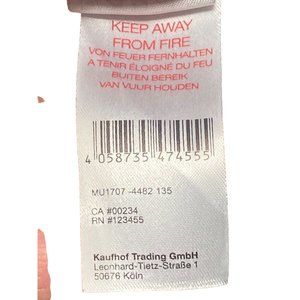 KEEP AWAY
FROM FIRE
VON FEUER FERNHALTEN
A TENIR ÉLOIGNÉ DU FEU
BUITEN BEREIK
VAN VUUR HOUDEN
4 058735 474555
MU1707 -4482 135
CA #00234
RN #123455
Kaufhof Trading GmbH
Leonhard-Tietz-Straße 1
50676 Köln